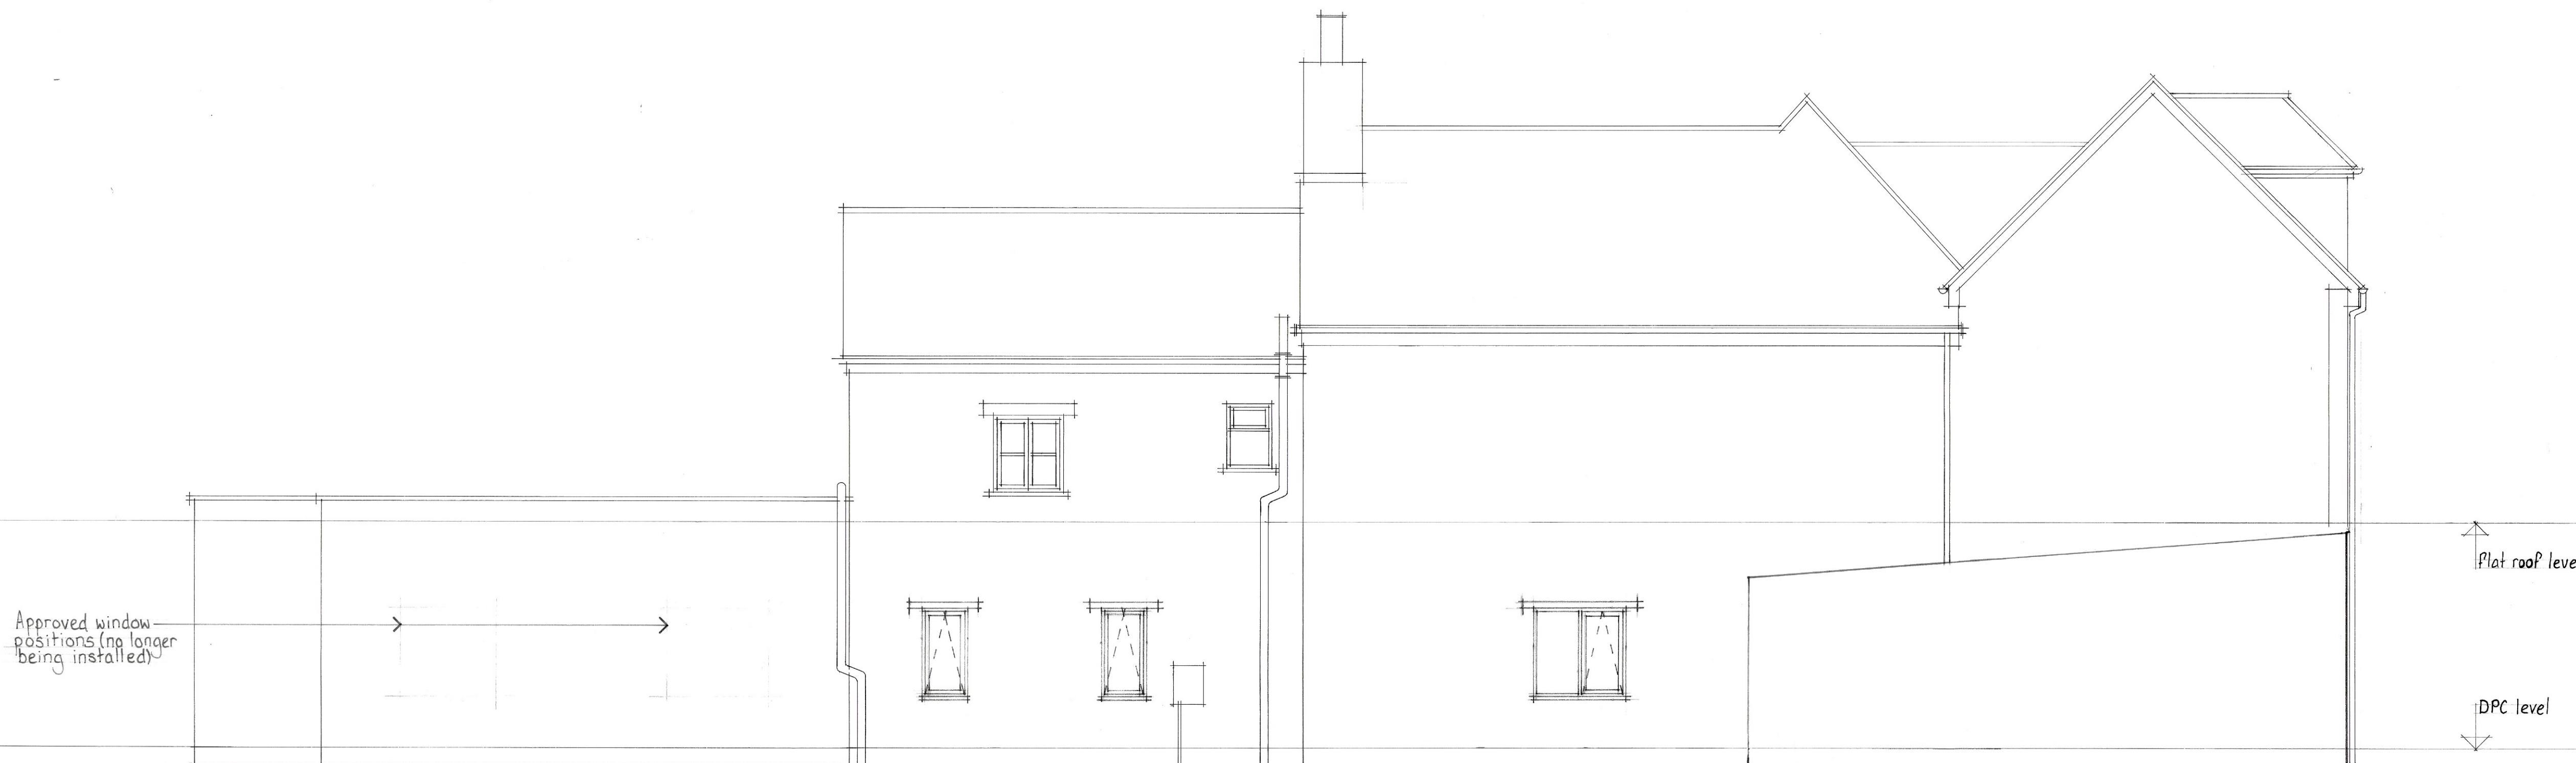 Approved window
positions (no longer
being installed)
Flat roof leve
DPC level